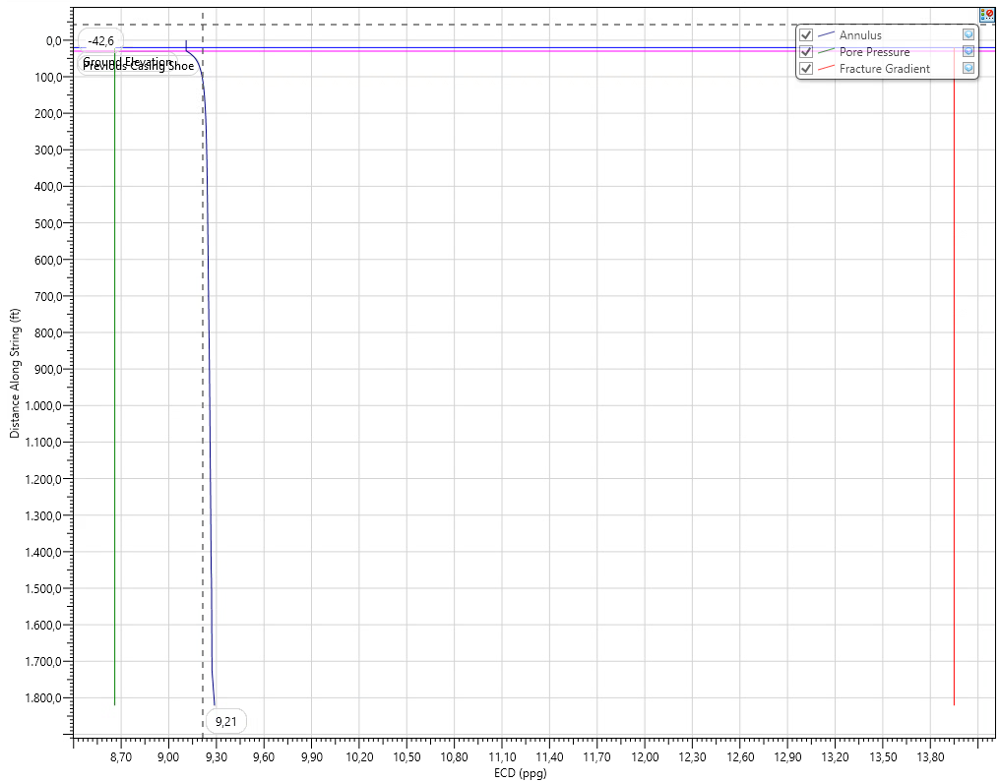 -42,6
Ground Elevation
Previous Casing Shoe
Annulus
Pore Pressure
Fracture Gradient
0,0
100,0
200,0
300,0
400,0
500,0
600,0
700,0
800,0
900,0
1.000,0
1.100,0
1.200,0
1.300,0
1.400,0
1.500,0
1.600,0
1.700,0
1.800,0
Distance Along String (ft)
9,21
8,70 9,00 9,30 9,60 9,90 10,20 10,50 10,80 11,10 11,40 11,70 12,00 12,30 12,60 12,90 13,20 13,50 13,80
ECD (ppg)